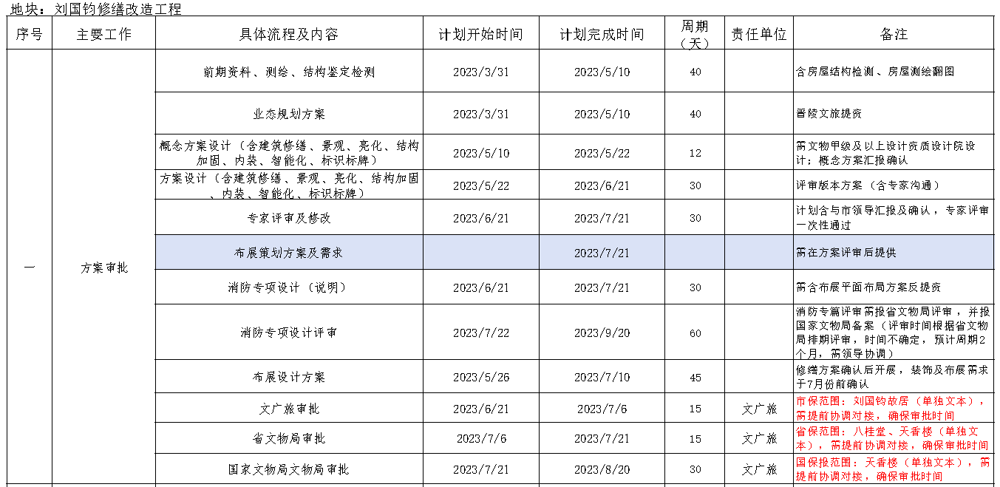 地块：刘国钧修缮改造工程
序号 主要工作 具体流程及内容 计划开始时间 计划完成时间 周期（天） 责任单位 备注
一 方案审批
前期资料、测绘、结构鉴定检测 2023/3/31 2023/5/10 40 含房屋结构检测、房屋测绘翻图
业态规划方案 2023/3/31 2023/5/10 40 晋陵文旅提资
概念方案设计（含建筑修缮、景观、亮化、结构
加固、内装、智能化、标识标牌） 2023/5/10 2023/5/22 12 需文物甲级及以上设计资质设计院设
计；概念方案汇报确认
方案设计（含建筑修缮、景观、亮化、结构加固
、内装、智能化、标识标牌） 2023/5/22 2023/6/21 30 评审版本方案（含专家沟通）
专家评审及修改 2023/6/21 2023/7/21 30 计划含与市领导汇报及确认，专家评审
一次性通过
布展策划方案及需求 2023/7/21 需在方案评审后提供
消防专项设计（说明） 2023/6/21 2023/7/21 30 需含布展平面布局方案反提资
消防专项设计评审 2023/7/22 2023/9/20 60 消防专篇评审需报省文物局评审，并报
国家文物局备案（评审时间根据省文物
局排期评审，时间不确定，预计周期2
个月，需领导协调）
布展设计方案 2023/5/26 2023/7/10 45 修缮方案确认后开展，装饰及布展需求
于7月份前确认
文广旅审批 2023/6/21 2023/7/6 15 文广旅 市保范围：刘国钧故居（单独文本），
需提前协调对接，确保审批时间
省文物局审批 2023/7/6 2023/7/21 15 文广旅 省保范围：八桂堂、天香楼（单独文
本），需提前协调对接，确保审批时间
国家文物局文物局审批 2023/7/21 2023/8/20 30 文广旅 国保报范围：天香楼（单独文本），需
提前协调对接，确保审批时间